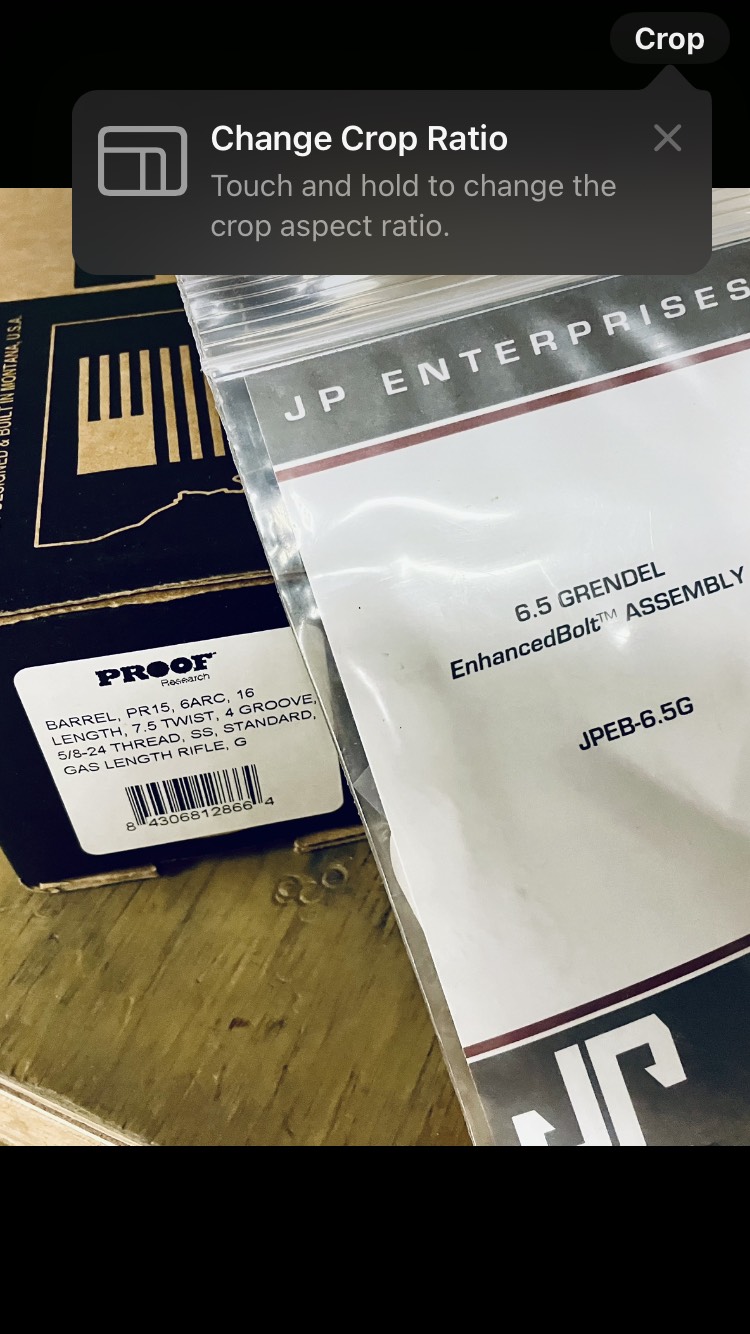 Crop
Change Crop Ratio
Touch and hold to change the
crop aspect ratio.
DESIGNED & BUILT IN MONTANA, U.S.A.
JP ENTERPRISES
6.5 GRENDEL
EnhancedBolt™ ASSEMBLY
JPEB-6.5G
PROOF
Research
BARREL, PR15, 6ARC, 16
LENGTH, 7.5 TWIST, 4 GROOVE,
5/8-24 THREAD, SS, STANDARD,
GAS LENGTH RIFLE, G
8 43068128664
JP